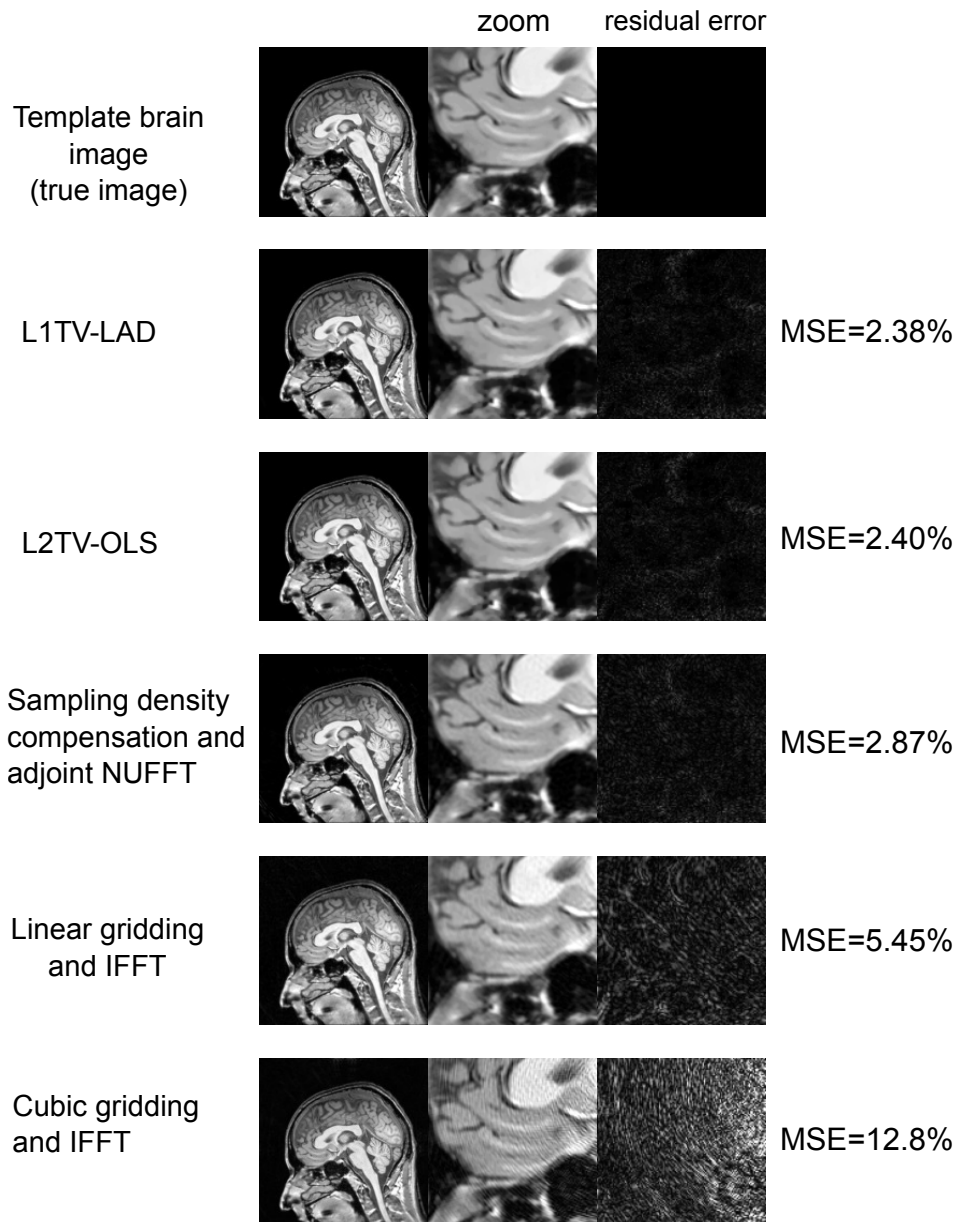 zoom
residual error
Template brain
image
(true image)
L1TV-LAD
MSE=2.38%
L2TV-OLS
MSE=2.40%
Sampling density
compensation and
adjoint NUFFT
MSE=2.87%
Linear gridding
and IFFT
MSE=5.45%
Cubic gridding
and IFFT
MSE=12.8%